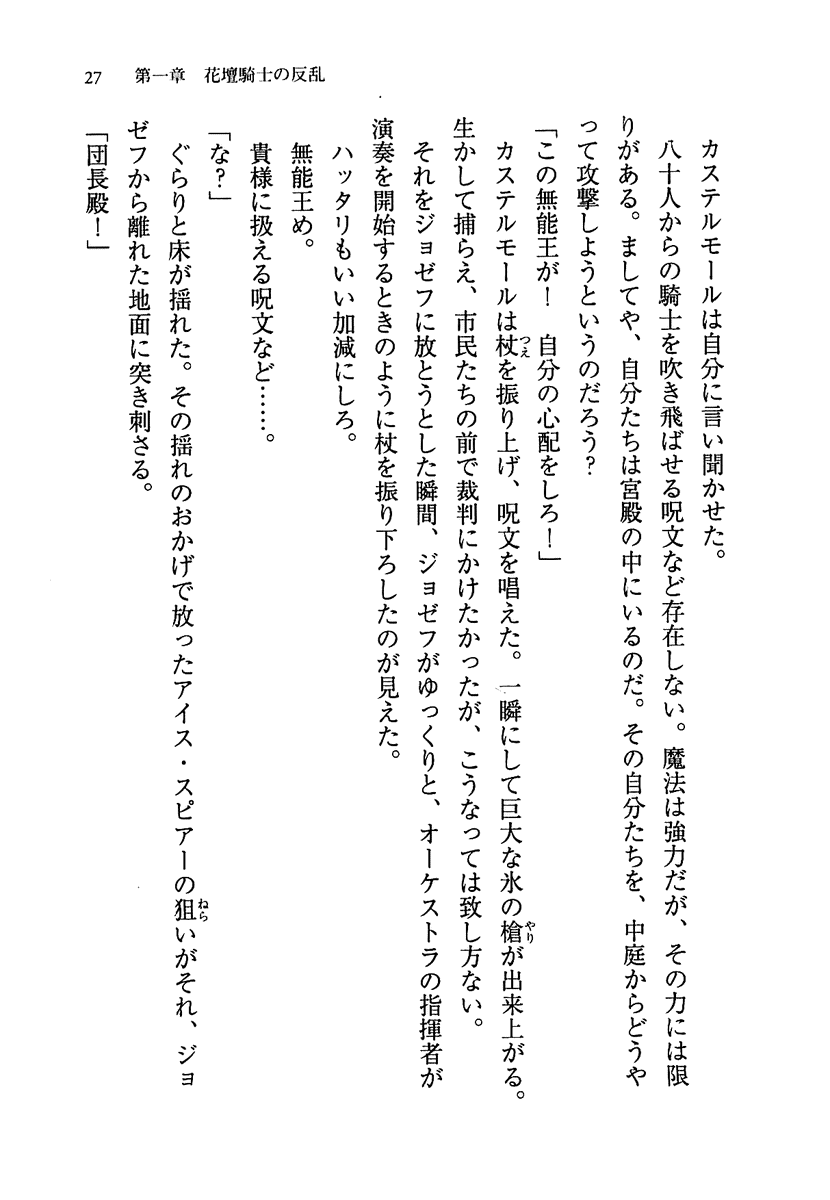 27　第一章　花壇騎士の反乱
　カステルモールは自分に言い聞かせた。
　八十人からの騎士を吹き飛ばせる呪文など存在しない。魔法は強力だが、その力には限
りがある。ましてや、自分たちは宮殿の中にいるのだ。その自分たちを、中庭からどうや
って攻撃しようというのだろう？
「この無能王が！　自分の心配をしろ！」
　カステルモールは杖つえを振り上げ、呪文を唱えた。一瞬にして巨大な氷の槍やりが出来上がる。
生かして捕らえ、市民たちの前で裁判にかけたかったが、こうなっては致し方ない。
　それをジョゼフに放とうとした瞬間、ジョゼフがゆっくりと、オーケストラの指揮者が
演奏を開始するときのように杖を振り下ろしたのが見えた。
　ハッタリもいい加減にしろ。
　無能王め。
　貴様に扱える呪文など……。
「な？」
　ぐらりと床が揺れた。その揺れのおかげで放ったアイス・スピアーの狙ねらいがそれ、ジョ
ゼフから離れた地面に突き刺さる。
「団長殿！」